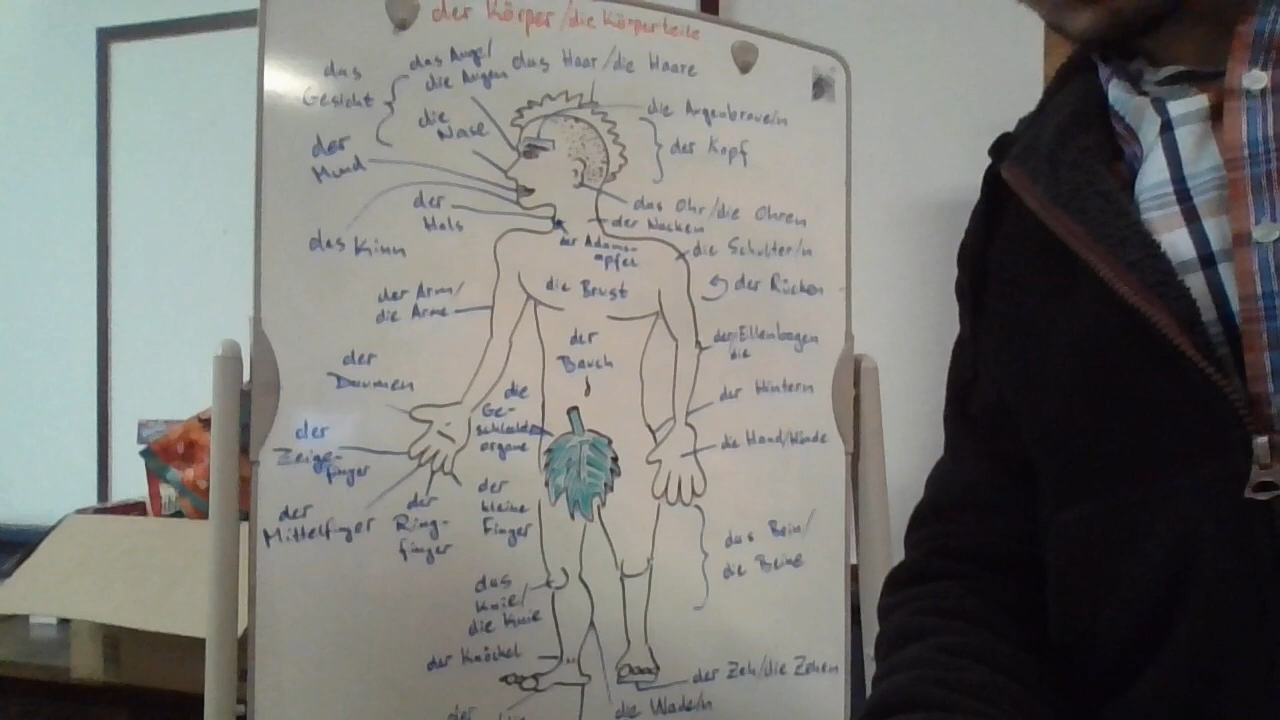 der Körper/die Körperteile
das
Gesicht
das Auge/
die Augen
das Haar/die Haare
die
Nase
die Augenbraue/n
der Kopf
der
Mund
das Ohr/die Ohren
der
Hals
der Nacken
das Kinn
der Adams-
apfel
die Schulter/n
der Rücken
der Arm/
die Arme
die Brust
der/Ellenbogen
die
der
Bauch
der
Daumen
die
Ge-
schlechts
organe
der Hintern
die Hand/Hände
der
Zeige-
finger
der
Mittelfinger
der
Ring-
finger
der
kleine
Finger
das Bein/
die Beine
das
Knie/
die Knie
der Knöchel
der Zeh/die Zehen
die Wade/n
der